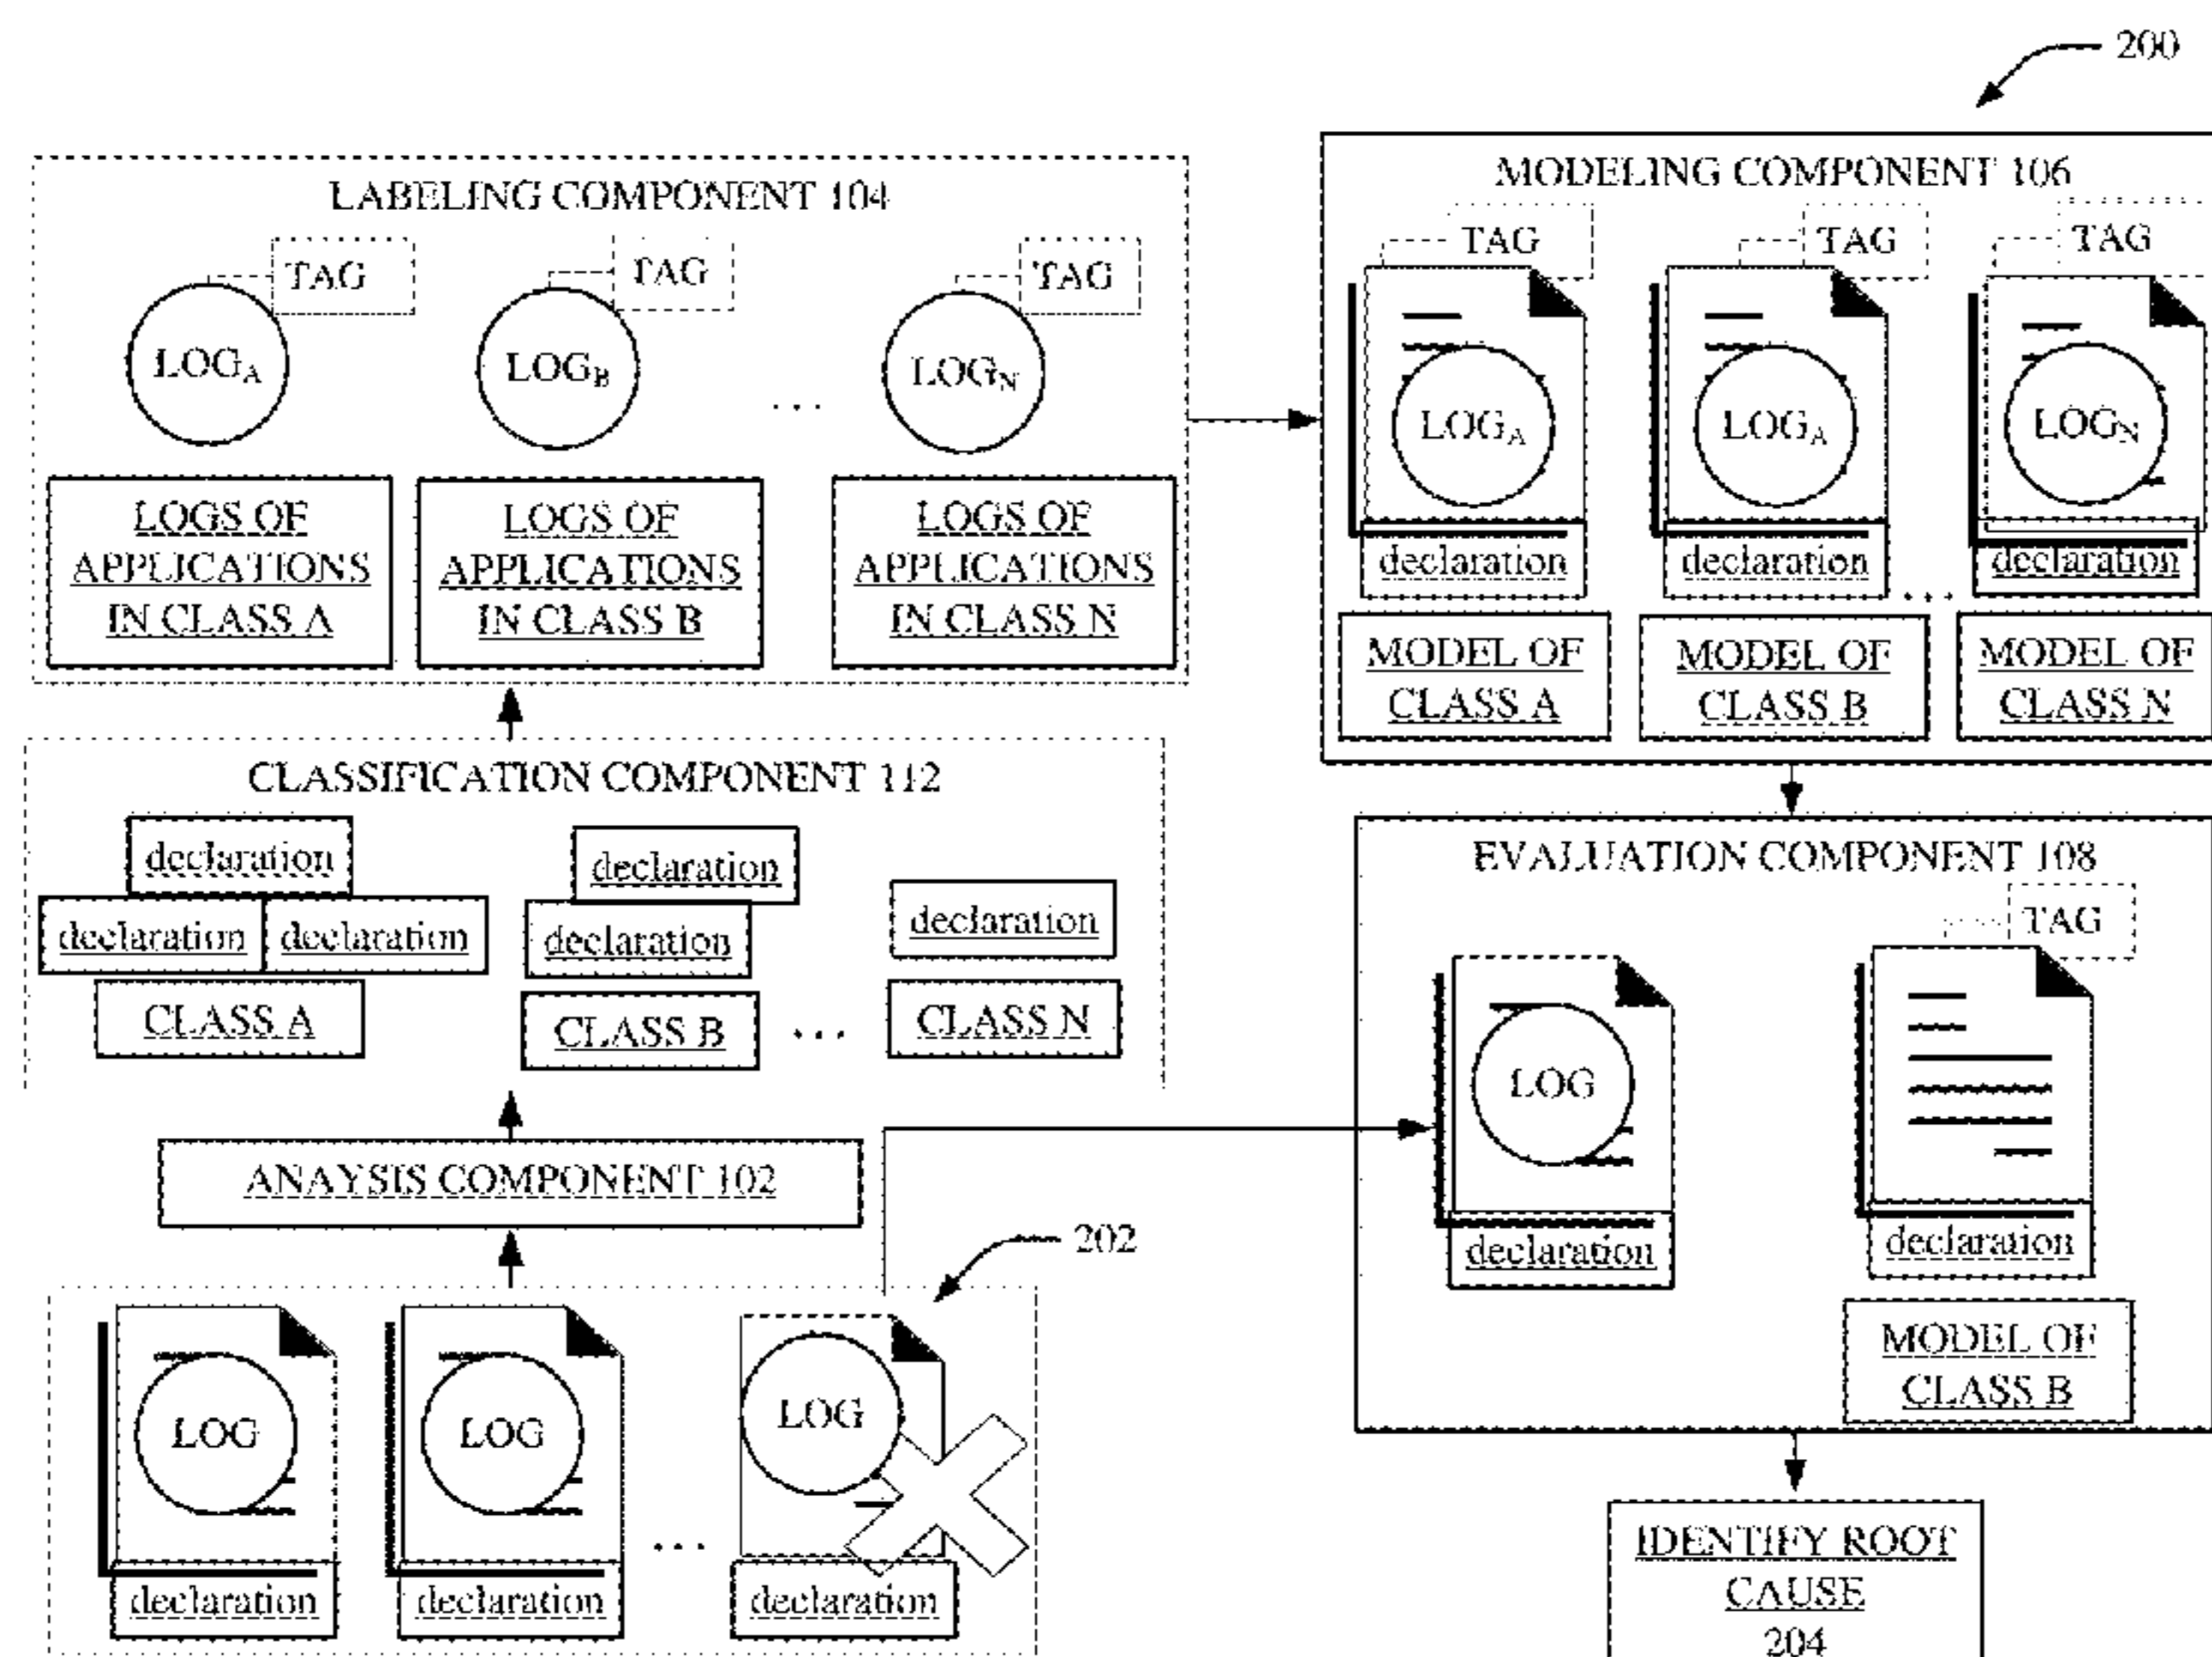 200
LABELING COMPONENT 104
TAG
TAG
TAG
LOGA
LOGB
...
LOGN
LOGS OF
APPLICATIONS
IN CLASS A
LOGS OF
APPLICATIONS
IN CLASS B
LOGS OF
APPLICATIONS
IN CLASS N
MODELING COMPONENT 106
TAG
TAG
TAG
LOGA
LOGA
LOGN
declaration
declaration
...
declaration
MODEL OF
CLASS A
MODEL OF
CLASS B
MODEL OF
CLASS N
CLASSIFICATION COMPONENT 112
declaration
declaration
declaration
CLASS A
declaration
declaration
CLASS B
...
declaration
CLASS N
ANAYSIS COMPONENT 102
202
LOG
LOG
LOG
declaration
declaration
...
declaration
EVALUATION COMPONENT 108
TAG
LOG
declaration
declaration
MODEL OF
CLASS B
IDENTIFY ROOT
CAUSE
204